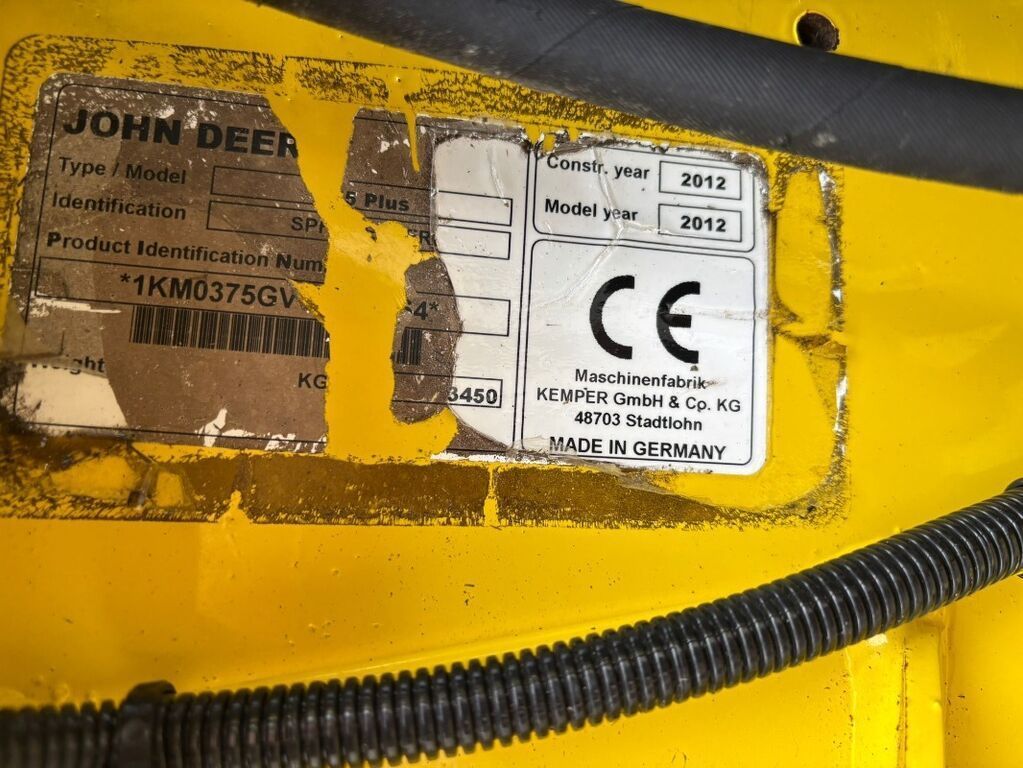 JOHN DEER
Type / Model 5 Plus
Identification SP
Product Identification Num
*1KM0375GV 64*
KG 3450
Constr. year 2012
Model year 2012
CE
Maschinenfabrik
KEMPER GmbH & Co. KG
48703 Stadtlohn
MADE IN GERMANY